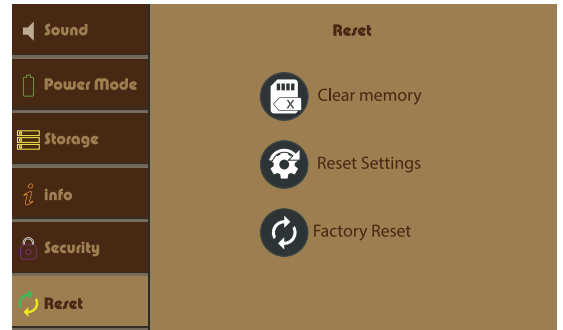 Sound
Power Mode
Storage
info
Security
Reset
Reset
Clear memory
X
Reset Settings
Factory Reset